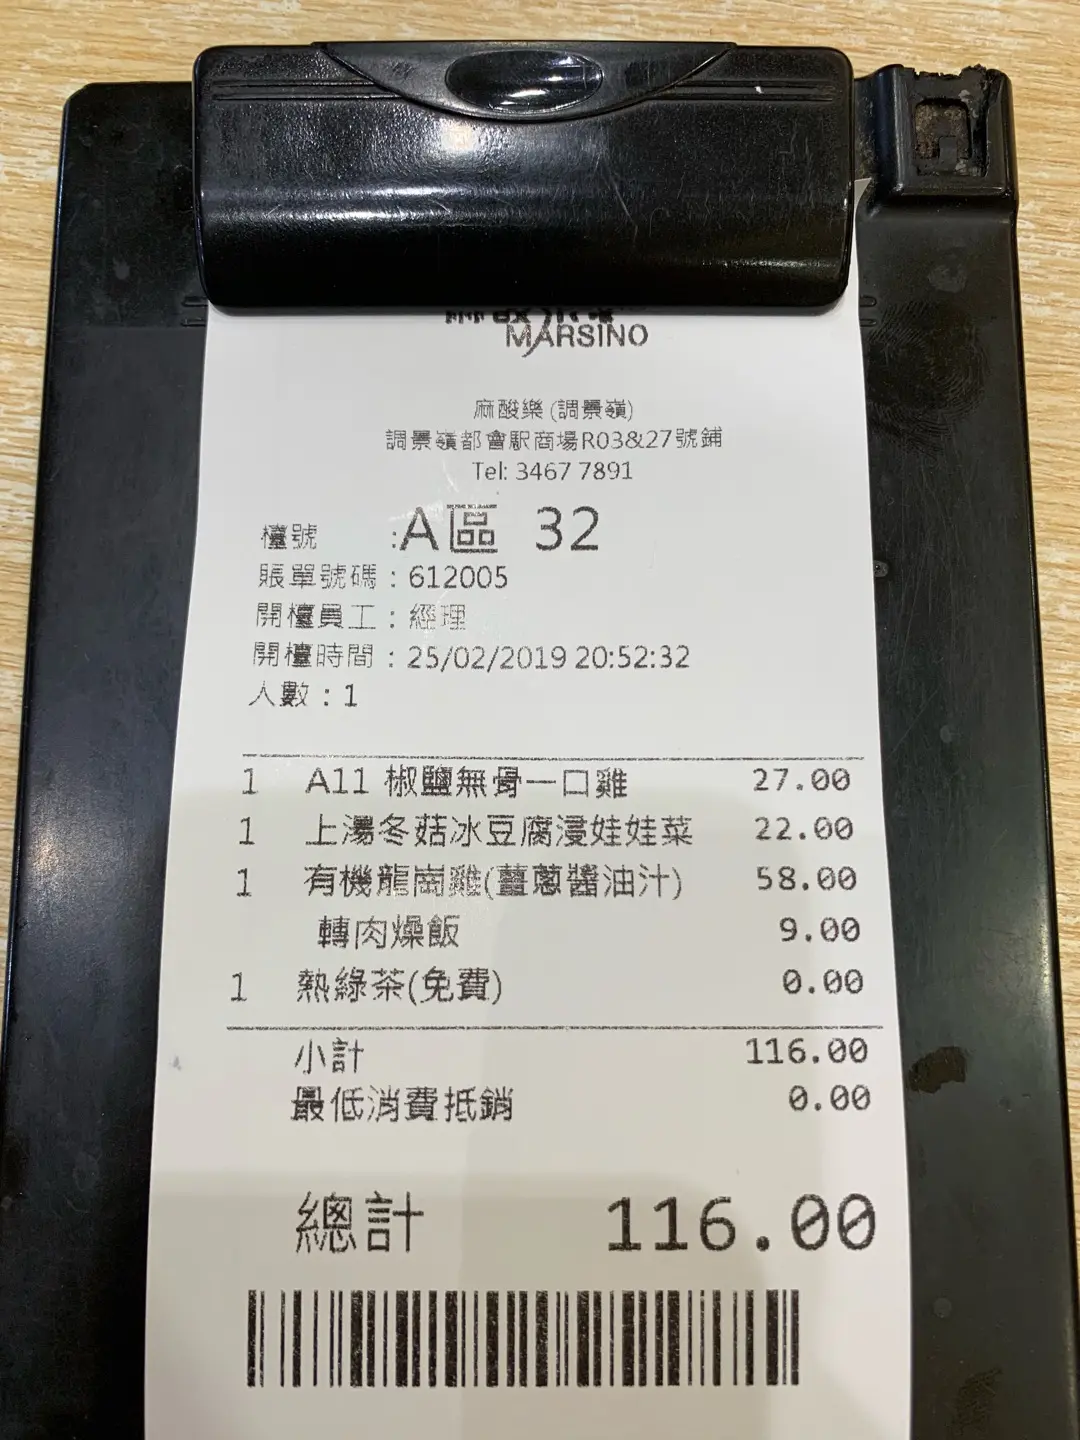 MARSINO
麻酸樂 (調景嶺)
調景嶺都會駅商場R03&27號鋪
Tel: 3467 7891
檯號 :A區 32
賬單號碼 : 612005
開檯員工 : 經理
開檯時間 : 25/02/2019 20:52:32
人數 : 1
1 A11 椒鹽無骨一口雞 27.00
1 上湯冬菇冰豆腐浸娃娃菜 22.00
1 有機龍崗雞(薑蔥醬油汁) 58.00
轉肉燥飯 9.00
1 熱綠茶(免費) 0.00
小計 116.00
最低消費抵銷 0.00
總計 116.00